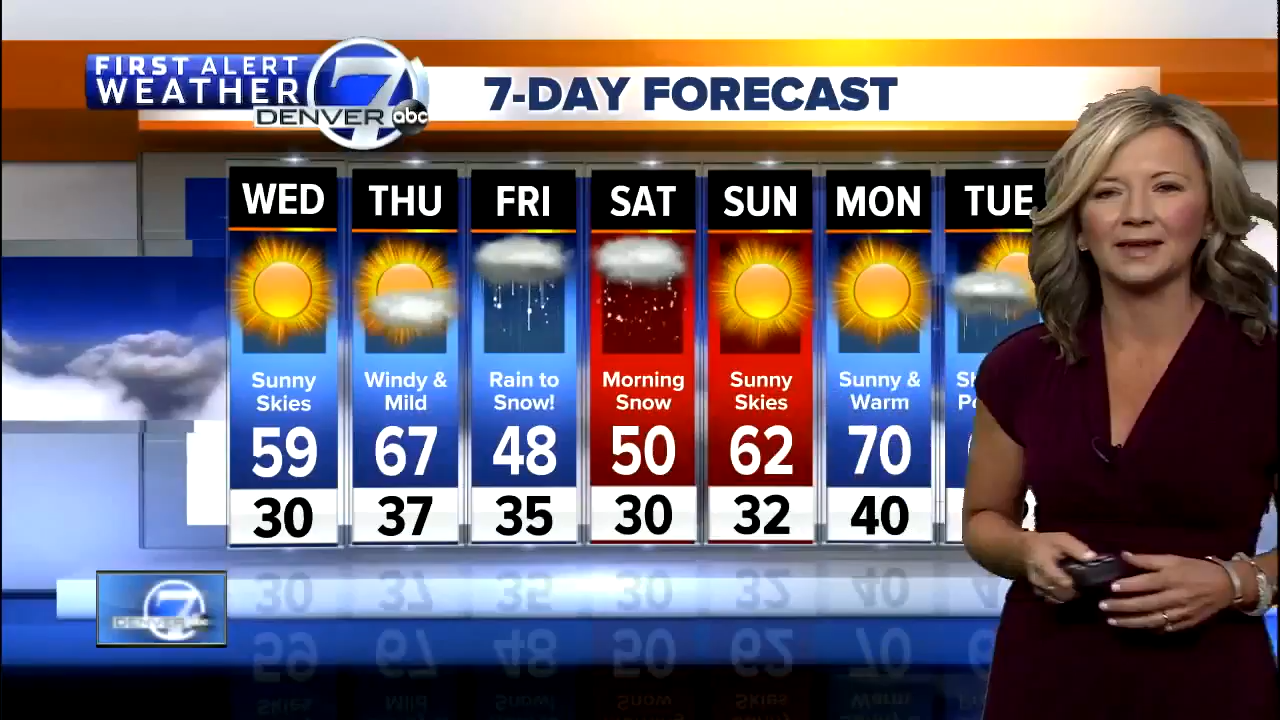 FIRST ALERT
WEATHER
7
DENVER abc
7-DAY FORECAST
WED THU FRI SAT SUN MON TUE
Sunny Skies
Windy & Mild
Rain to Snow!
Morning Snow
Sunny Skies
Sunny & Warm
59 67 48 50 62 70
30 37 35 30 32 40
7
DENVER